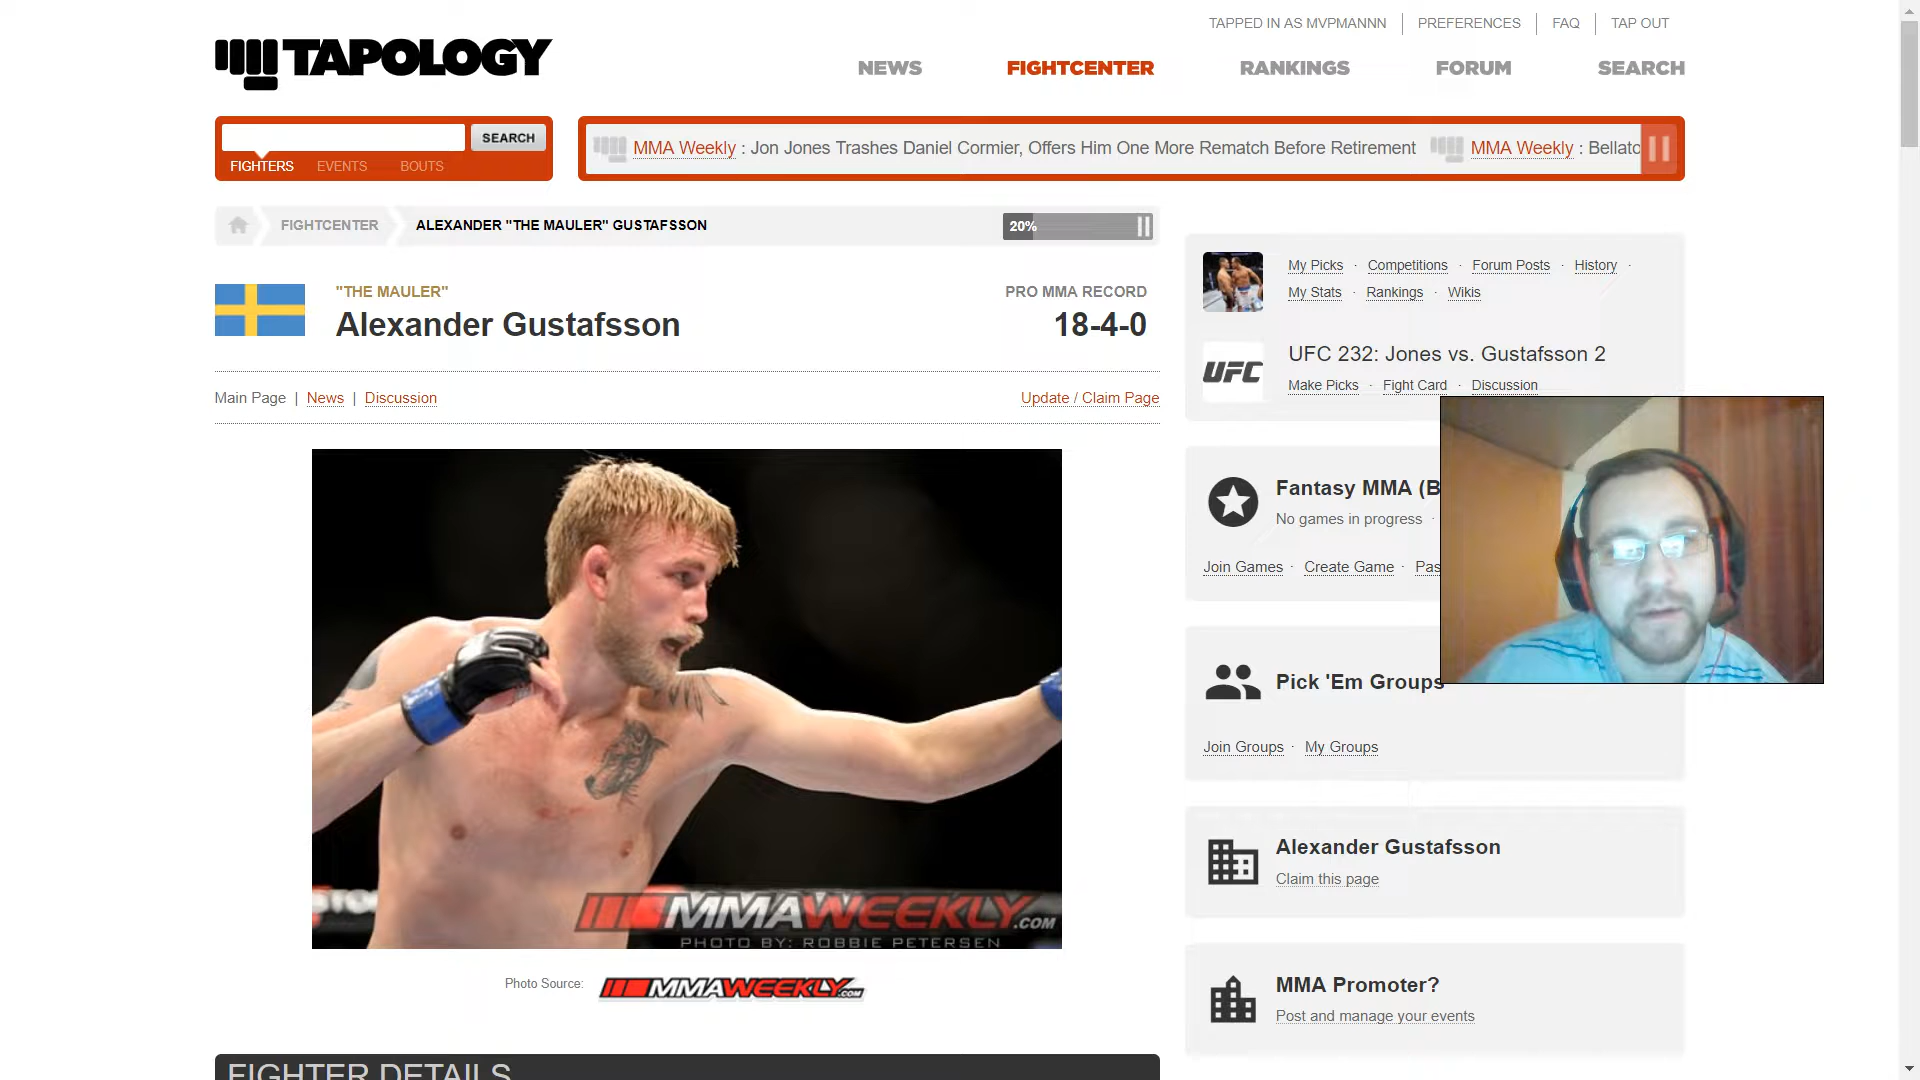 TAPPED IN AS MVPMANNN
PREFERENCES
FAQ
TAP OUT
TAPOLOGY
NEWS
FIGHTCENTER
RANKINGS
FORUM
SEARCH
SEARCH
FIGHTERS
EVENTS
BOUTS
MMA Weekly : Jon Jones Trashes Daniel Cormier, Offers Him One More Rematch Before Retirement
MMA Weekly : Bellato
FIGHTCENTER
ALEXANDER "THE MAULER" GUSTAFSSON
20%
"THE MAULER"
Alexander Gustafsson
PRO MMA RECORD
18-4-0
Main Page | News | Discussion
Update / Claim Page
MMAWEEKLY.COM
PHOTO BY: ROBBIE PETERSEN
Photo Source:
MMAWEEKLY.COM
FIGHTER DETAILS
My Picks · Competitions · Forum Posts · History ·
My Stats · Rankings · Wikis
UFC
UFC 232: Jones vs. Gustafsson 2
Make Picks · Fight Card · Discussion
Fantasy MMA (B
No games in progress ·
Join Games · Create Game · Pas
Pick 'Em Groups
Join Groups · My Groups
Alexander Gustafsson
Claim this page
MMA Promoter?
Post and manage your events